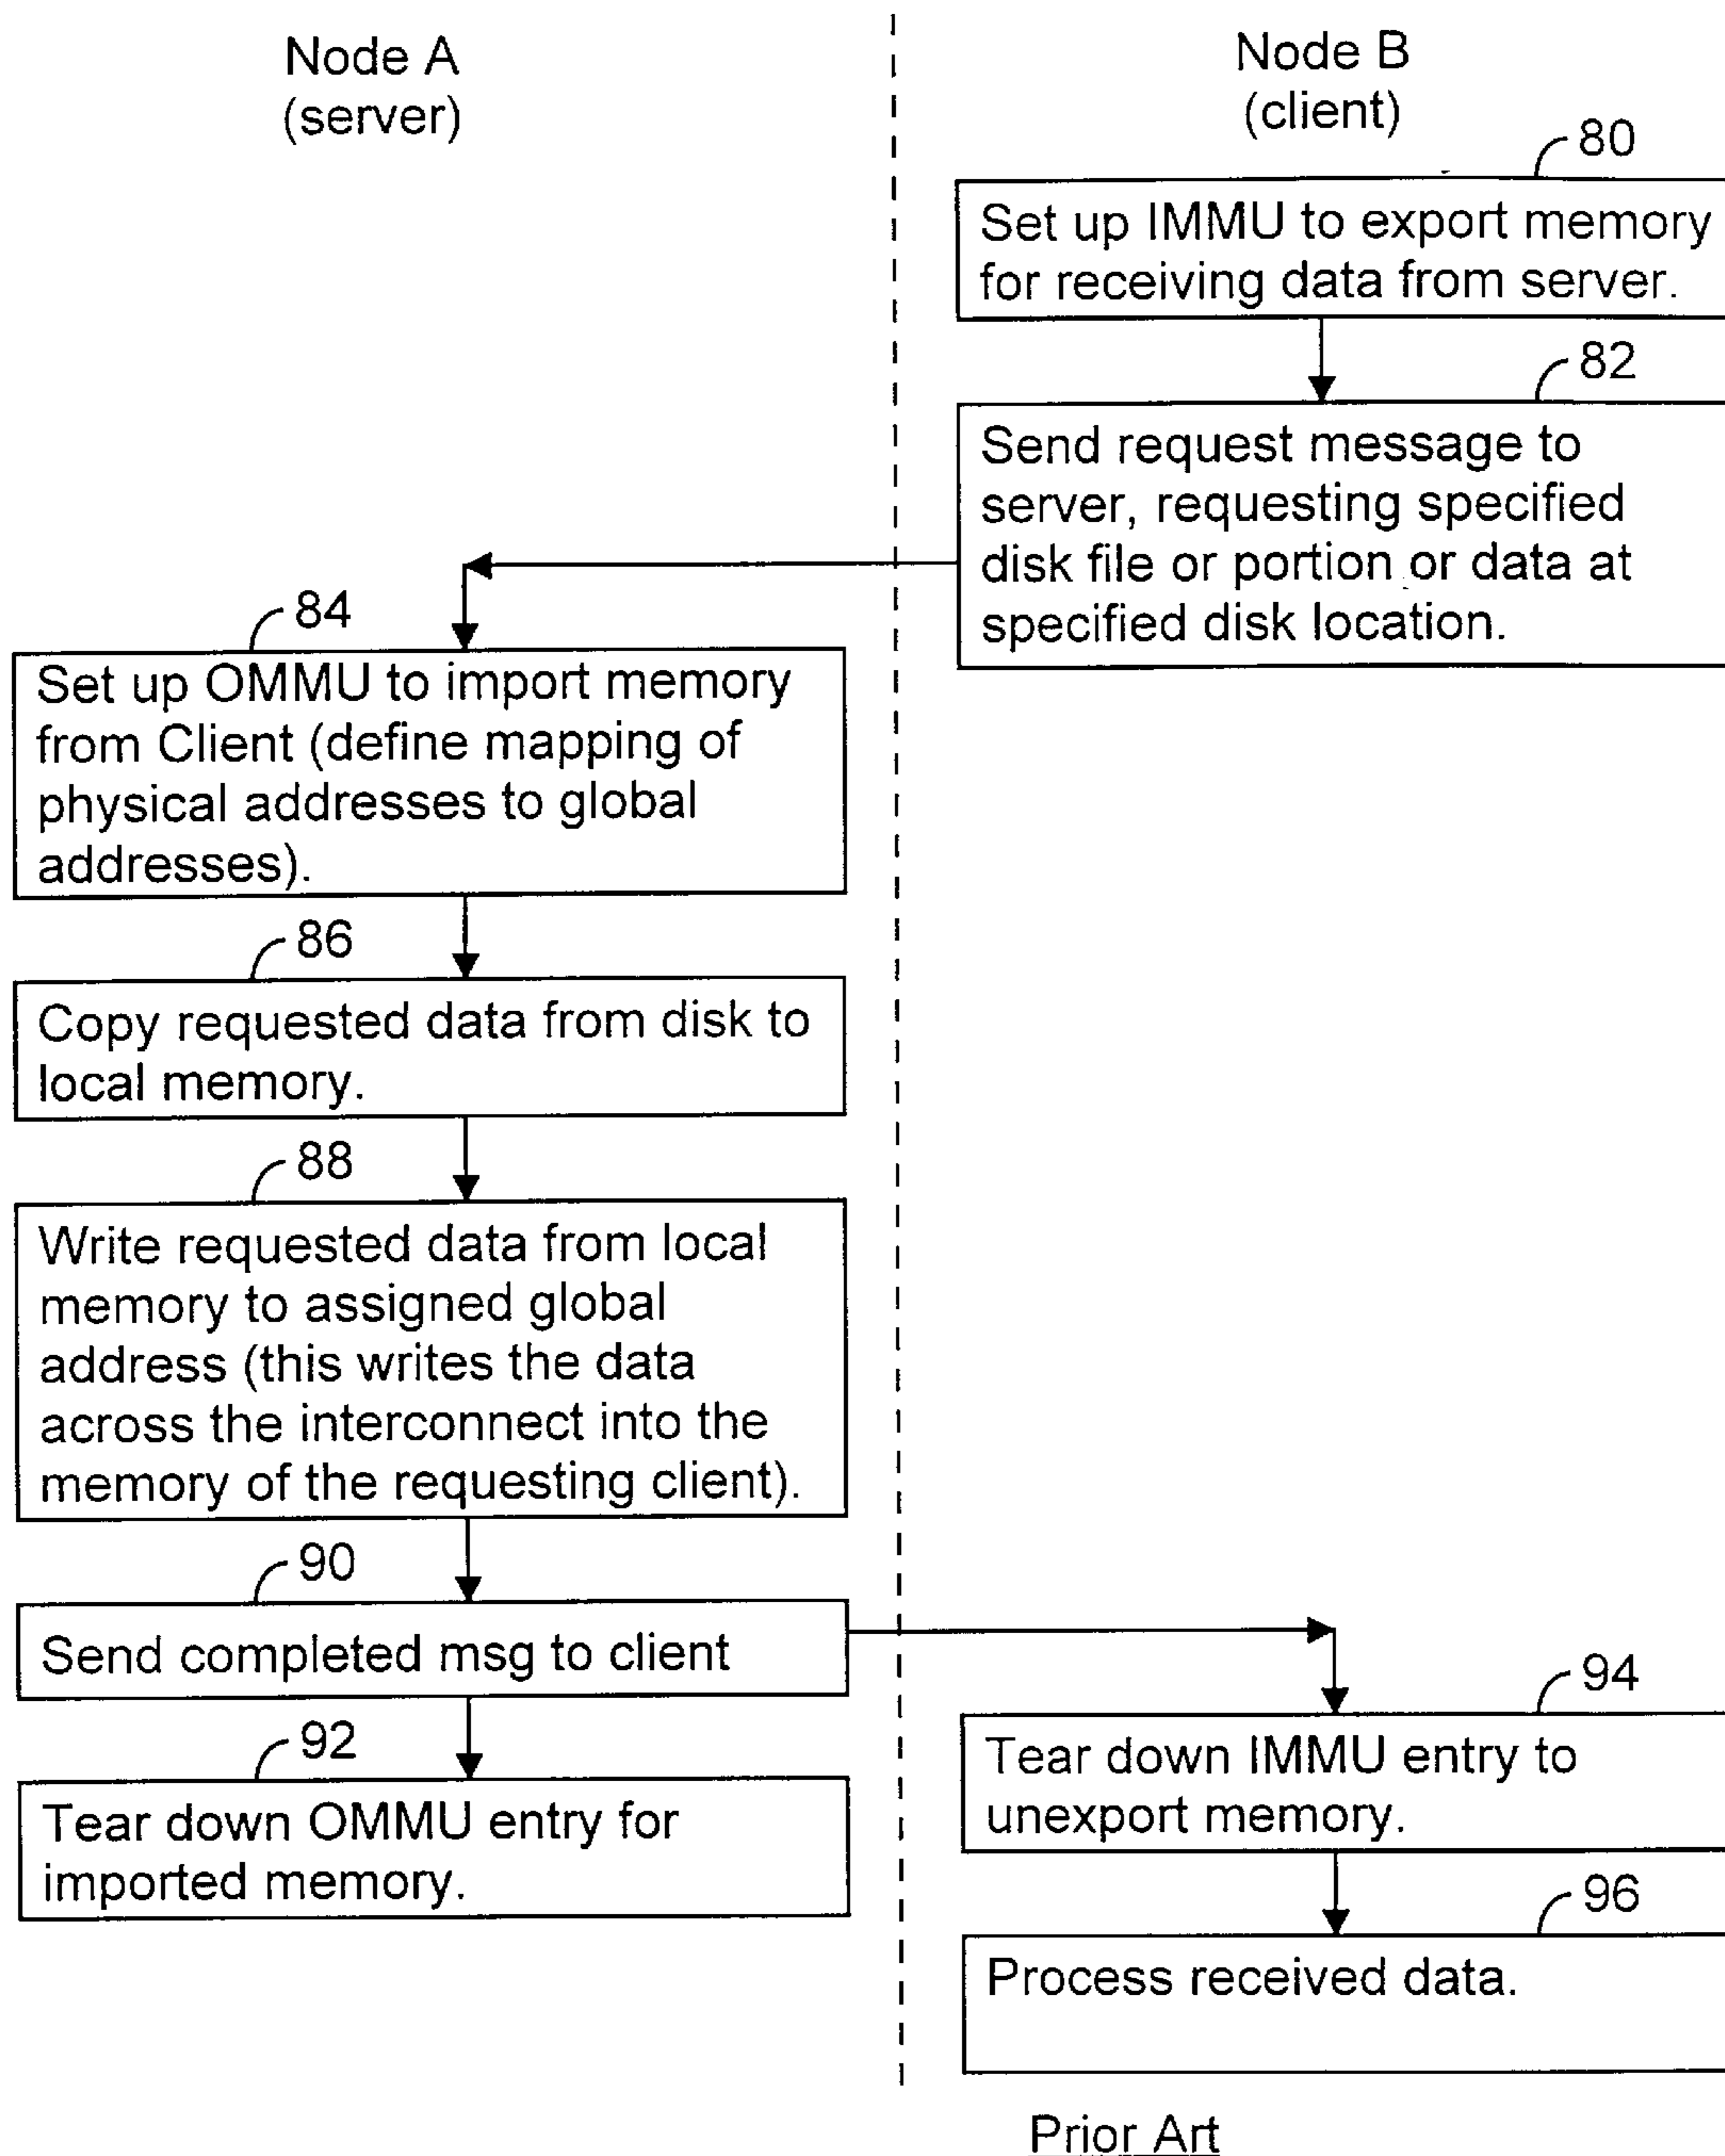 Node A
(server)
Node B
(client)
80
Set up IMMU to export memory
for receiving data from server.
82
Send request message to
server, requesting specified
disk file or portion or data at
specified disk location.
84
Set up OMMU to import memory
from Client (define mapping of
physical addresses to global
addresses).
86
Copy requested data from disk to
local memory.
88
Write requested data from local
memory to assigned global
address (this writes the data
across the interconnect into the
memory of the requesting client).
90
Send completed msg to client
92
Tear down OMMU entry for
imported memory.
94
Tear down IMMU entry to
unexport memory.
96
Process received data.
Prior Art